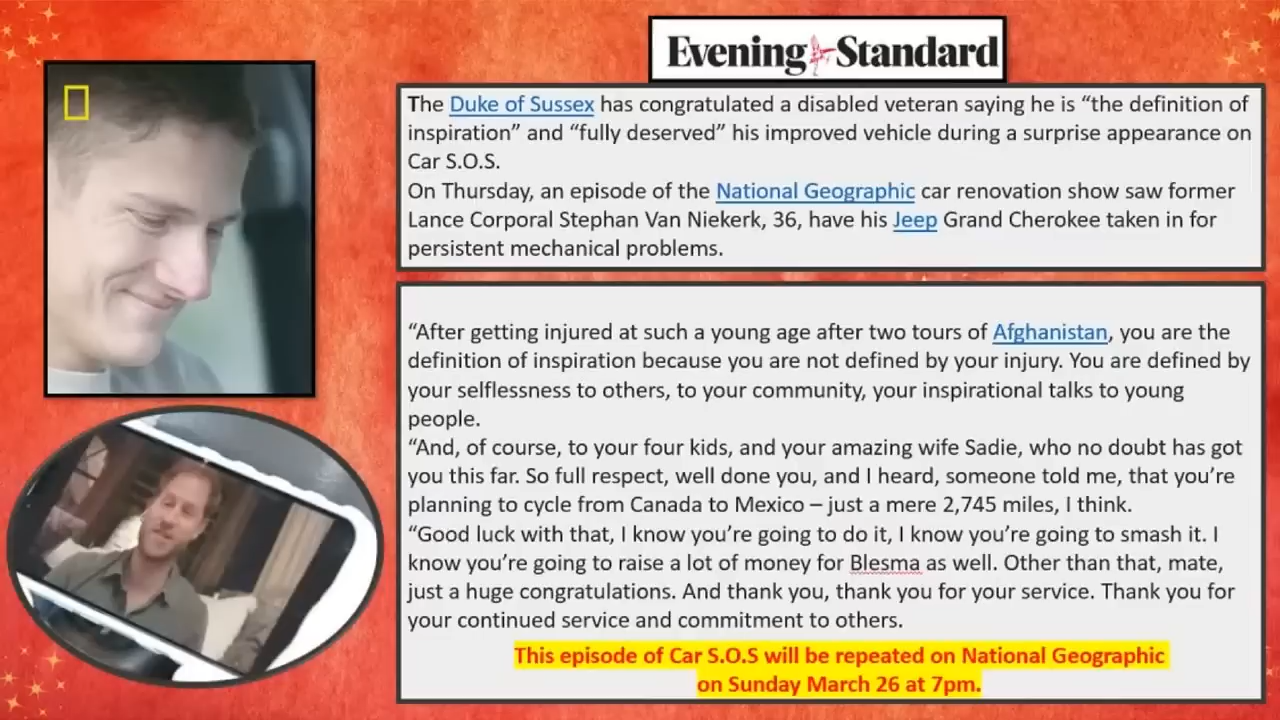 Evening Standard
The Duke of Sussex has congratulated a disabled veteran saying he is “the definition of
inspiration” and “fully deserved” his improved vehicle during a surprise appearance on
Car S.O.S.
On Thursday, an episode of the National Geographic car renovation show saw former
Lance Corporal Stephan Van Niekerk, 36, have his Jeep Grand Cherokee taken in for
persistent mechanical problems.
“After getting injured at such a young age after two tours of Afghanistan, you are the
definition of inspiration because you are not defined by your injury. You are defined by
your selflessness to others, to your community, your inspirational talks to young
people.
“And, of course, to your four kids, and your amazing wife Sadie, who no doubt has got
you this far. So full respect, well done you, and I heard, someone told me, that you’re
planning to cycle from Canada to Mexico – just a mere 2,745 miles, I think.
“Good luck with that, I know you’re going to do it, I know you’re going to smash it. I
know you’re going to raise a lot of money for Blesma as well. Other than that, mate,
just a huge congratulations. And thank you, thank you for your service. Thank you for
your continued service and commitment to others.
This episode of Car S.O.S will be repeated on National Geographic
on Sunday March 26 at 7pm.